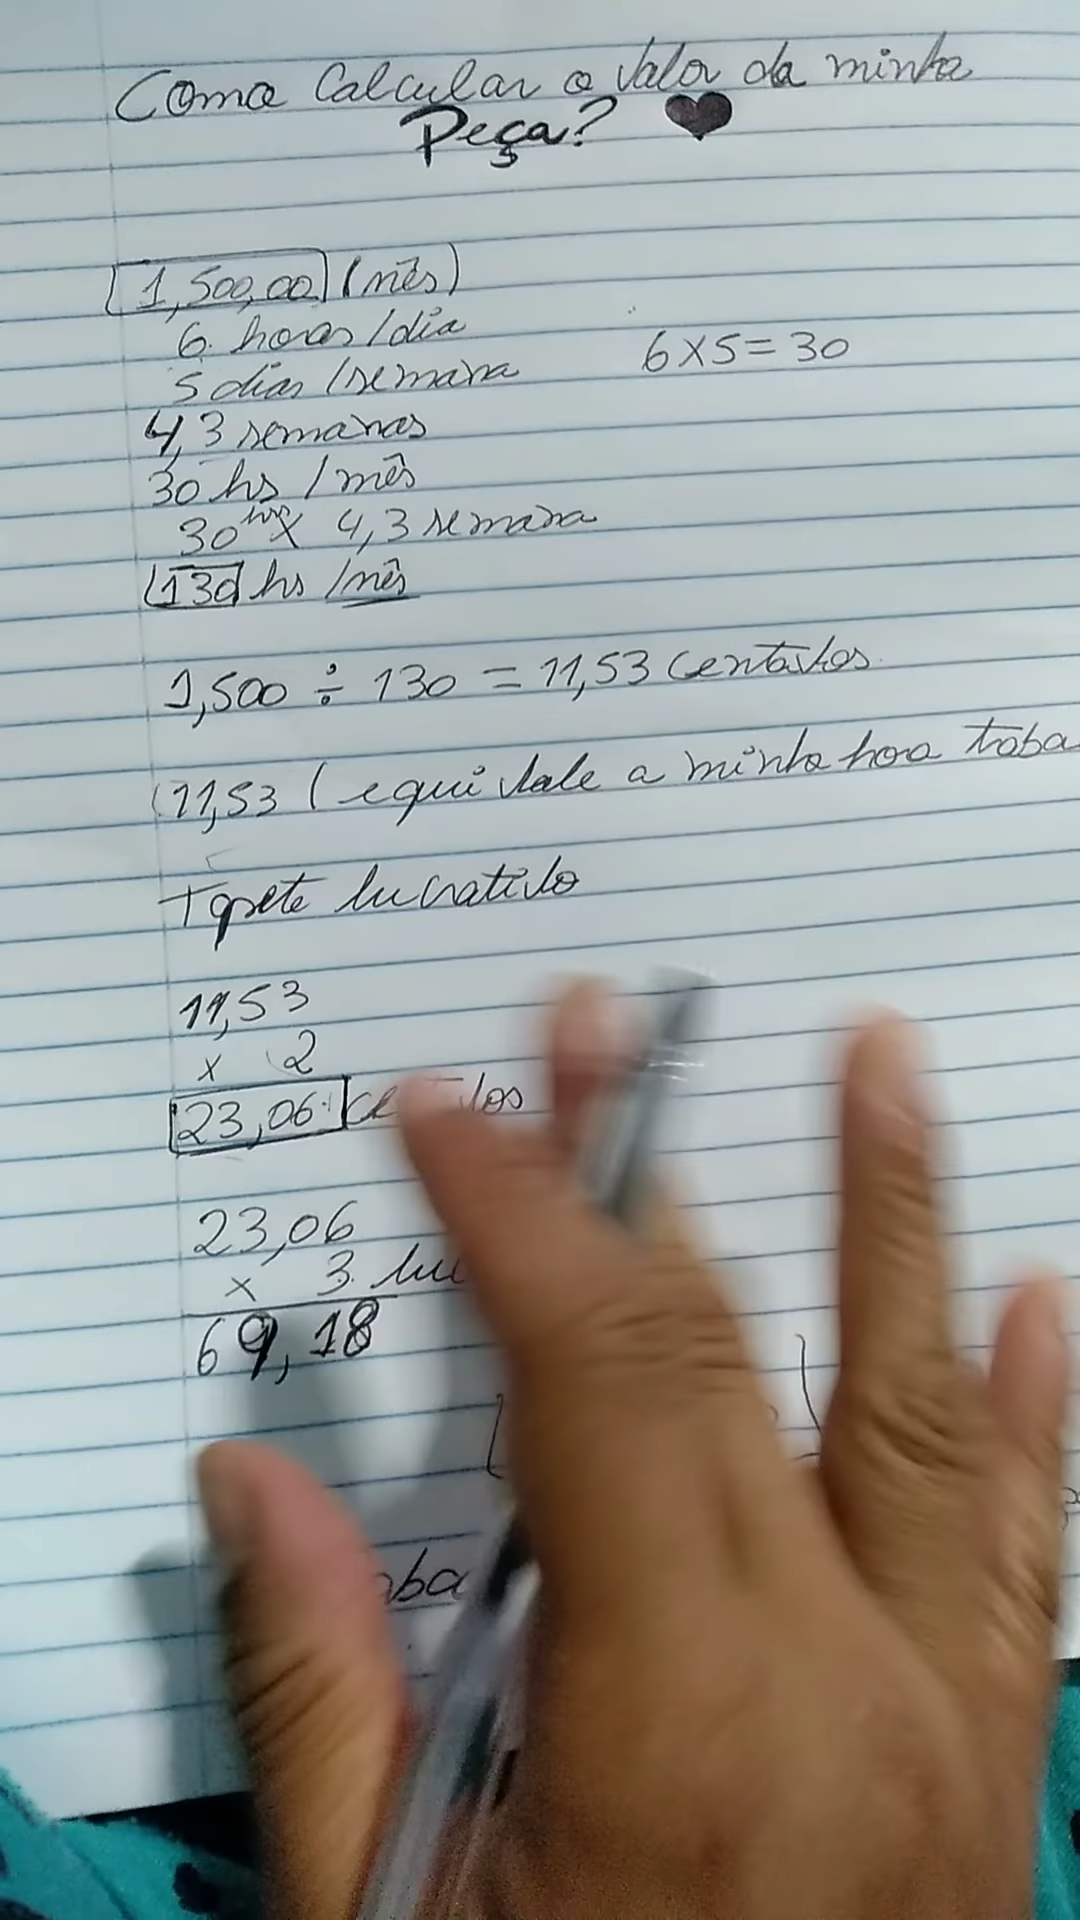 Como Calcular o Valor da minha
Peça?
1,500,00 (mês)
6 horas/dia
5 dias/semana
6x5=30
4,3 semanas
30 hs/mês
30 hrs x 4,3 semana
130 hs/mês
1,500 ÷ 130 = 11,53 centavos
11,53 (equivale a minha hora traba
Tapete lucrativo
11,53
x 2
23,06
23,06
x 3
69,18